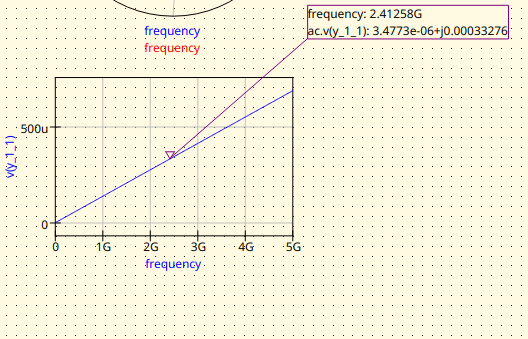 frequency: 2.41258G
ac.v(y_1_1): 3.4773e-06+j0.00033276
frequency
frequency
v(y_1_1)
500u
0
0 1G 2G 3G 4G 5G
frequency